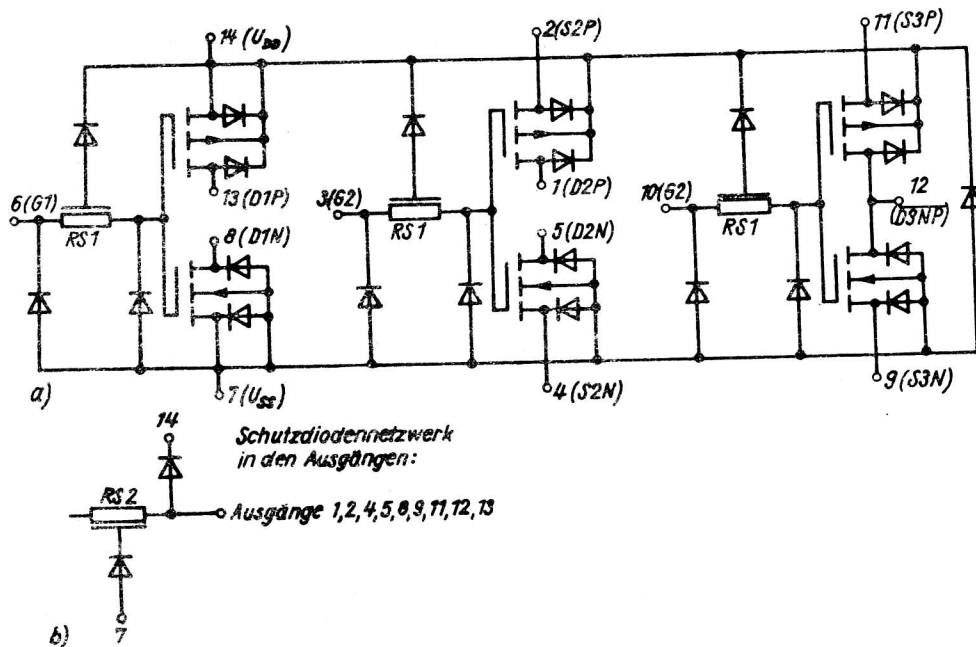 14 (U_DD)
2 (S2P)
11 (S3P)
6 (G1)
RS1
13 (D1P)
8 (D1N)
3 (G2)
RS1
1 (D2P)
5 (D2N)
10 (G2)
RS1
12
(D3NP)
a)
7 (U_SS)
4 (S2N)
9 (S3N)
14
Schutzdiodennetzwerk
in den Ausgängen:
RS2
Ausgänge 1,2,4,5,8,9,11,12,13
b)
7